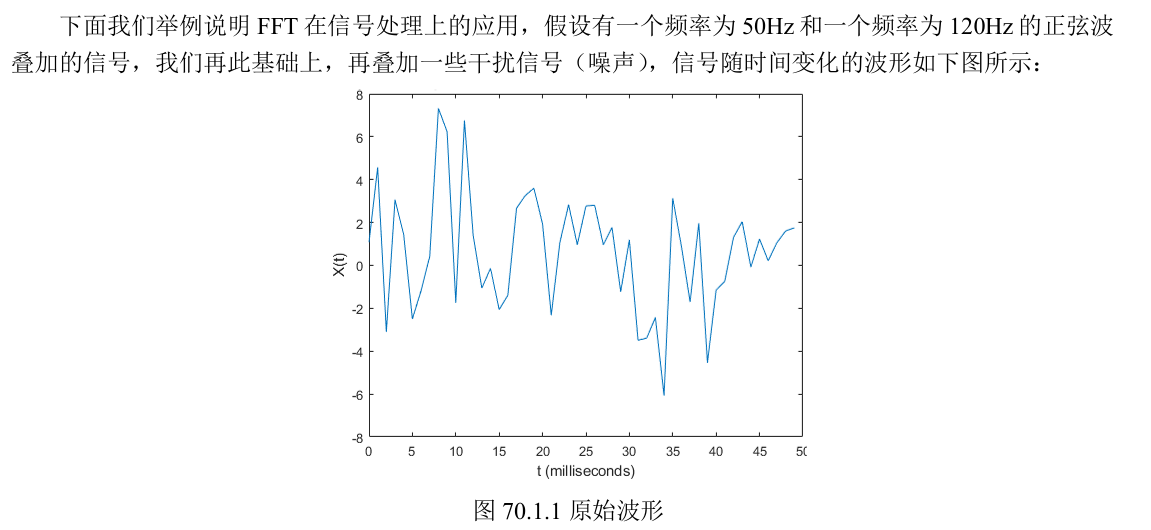 下面我们举例说明 FFT 在信号处理上的应用，假设有一个频率为 50Hz 和一个频率为 120Hz 的正弦波
叠加的信号，我们再此基础上，再叠加一些干扰信号（噪声），信号随时间变化的波形如下图所示：
8
6
4
2
0
-2
-4
-6
-8
X(t)
0 5 10 15 20 25 30 35 40 45 50
t (milliseconds)
图 70.1.1 原始波形